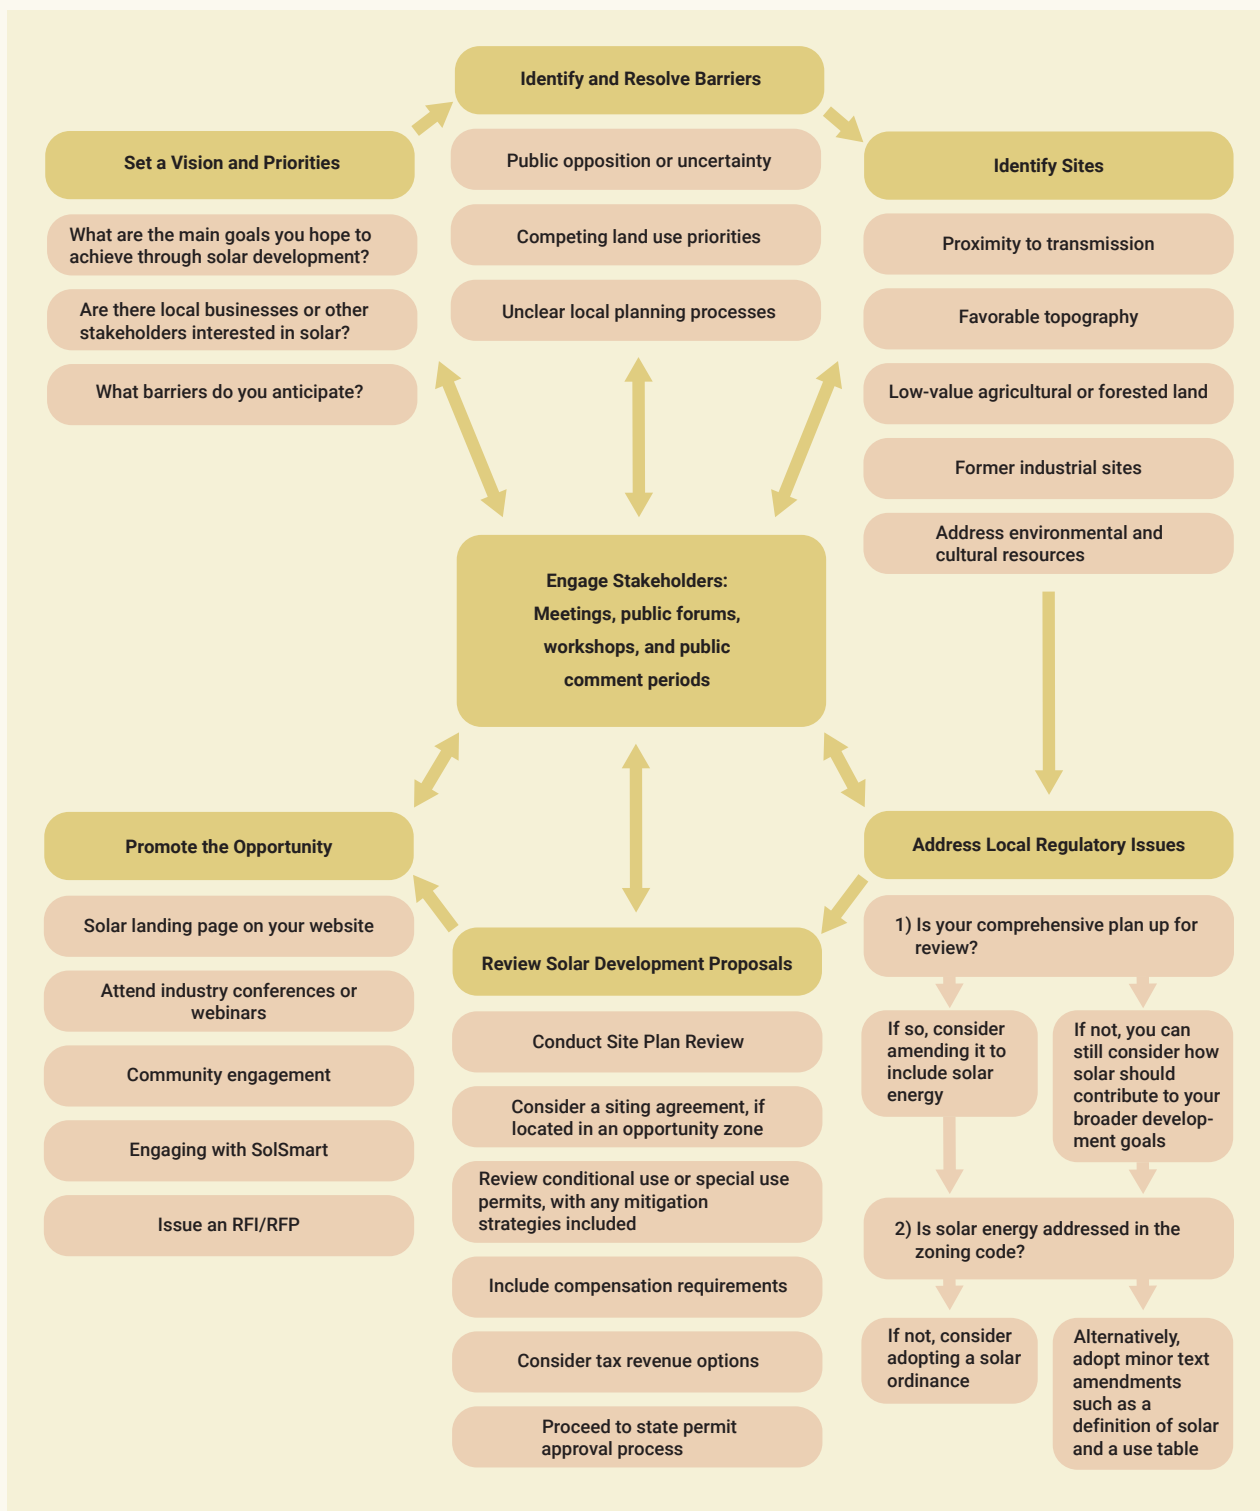 Identify and Resolve Barriers
Public opposition or uncertainty
Competing land use priorities
Unclear local planning processes
Set a Vision and Priorities
What are the main goals you hope to
achieve through solar development?
Are there local businesses or other
stakeholders interested in solar?
What barriers do you anticipate?
Identify Sites
Proximity to transmission
Favorable topography
Low-value agricultural or forested land
Former industrial sites
Address environmental and
cultural resources
Engage Stakeholders:
Meetings, public forums,
workshops, and public
comment periods
Promote the Opportunity
Solar landing page on your website
Attend industry conferences or
webinars
Community engagement
Engaging with SolSmart
Issue an RFI/RFP
Review Solar Development Proposals
Conduct Site Plan Review
Consider a siting agreement, if
located in an opportunity zone
Review conditional use or special use
permits, with any mitigation
strategies included
Include compensation requirements
Consider tax revenue options
Proceed to state permit
approval process
Address Local Regulatory Issues
1) Is your comprehensive plan up for
review?
If so, consider
amending it to
include solar
energy
If not, you can
still consider how
solar should
contribute to your
broader develop-
ment goals
2) Is solar energy addressed in the
zoning code?
If not, consider
adopting a solar
ordinance
Alternatively,
adopt minor text
amendments
such as a
definition of solar
and a use table